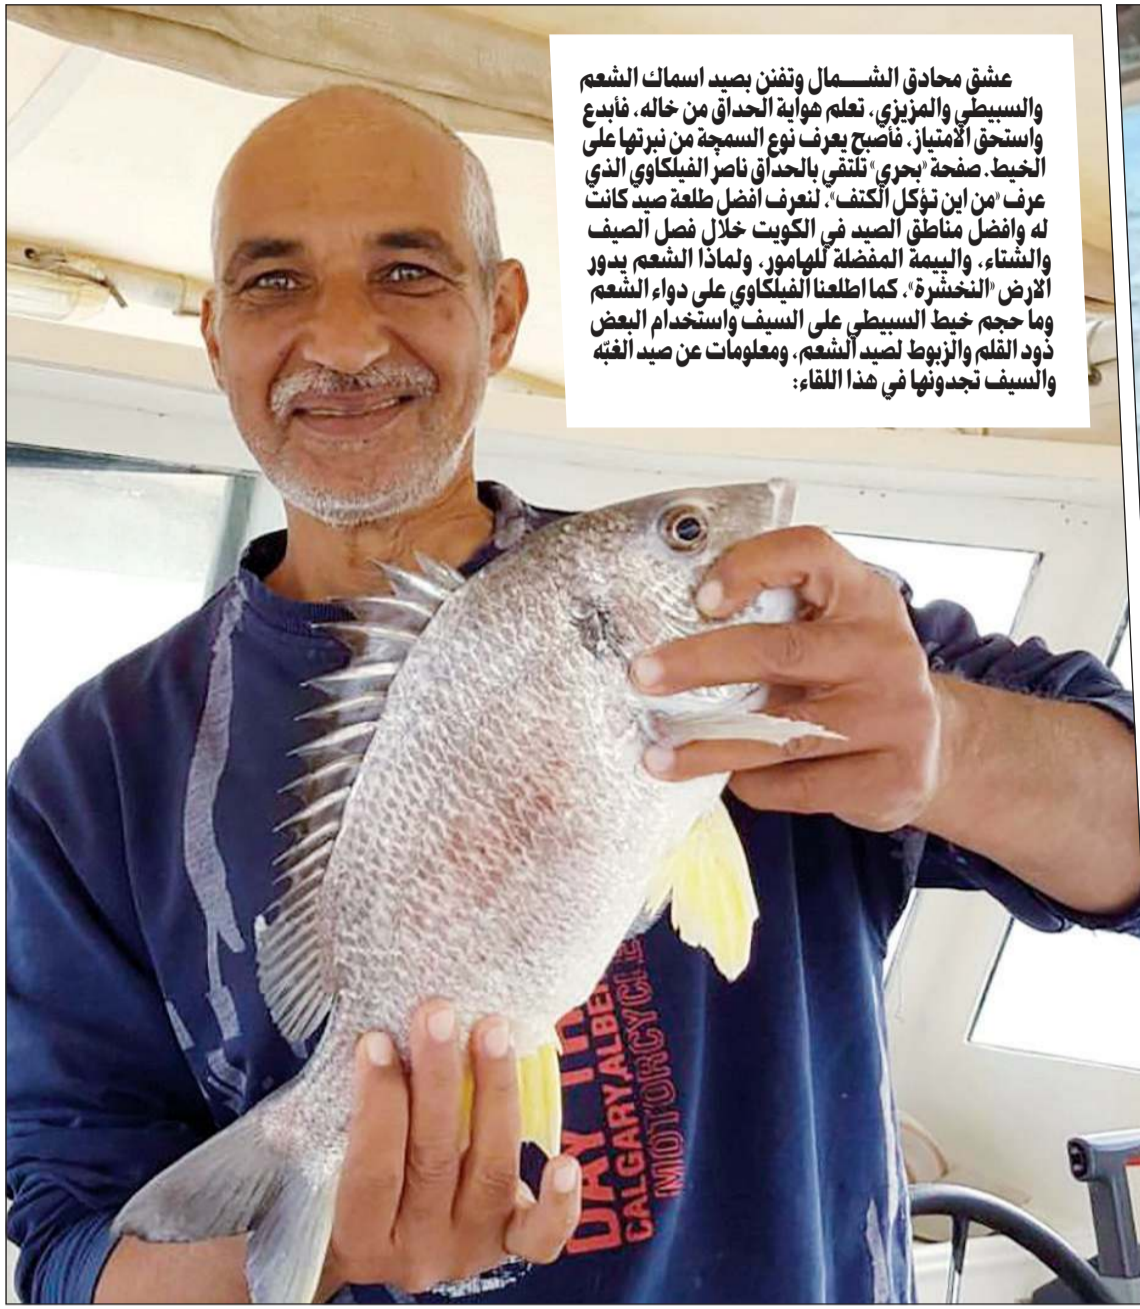 عشق محادق الشـــمال وتفنن بصيد اسماك الشعم
والسبيطي والمزيزي، تعلم هواية الحداق من خاله، فأبدع
واستحق الامتياز، فأصبح يعرف نوع السمچة من نبرتها على
الخيط. صفحة «بحري» تلتقي بالحداق ناصر الفيلكاوي الذي
عرف «من اين تؤكل الكتف»، لنعرف افضل طلعة صيد كانت
له وافضل مناطق الصيد في الكويت خلال فصل الصيف
والشتاء، والييمة المفضلة للهامور، ولماذا الشعم يدور
الارض «النخشرة»، كما اطلعنا الفيلكاوي على دواء الشعم
وما حجم خيط السبيطي على السيف واستخدام البعض
دود القلم والزبوط لصيد الشعم، ومعلومات عن صيد الغبّه
والسيف تجدونها في هذا اللقاء:
DAY
CALGARY ALBE
MOTORCYCLE